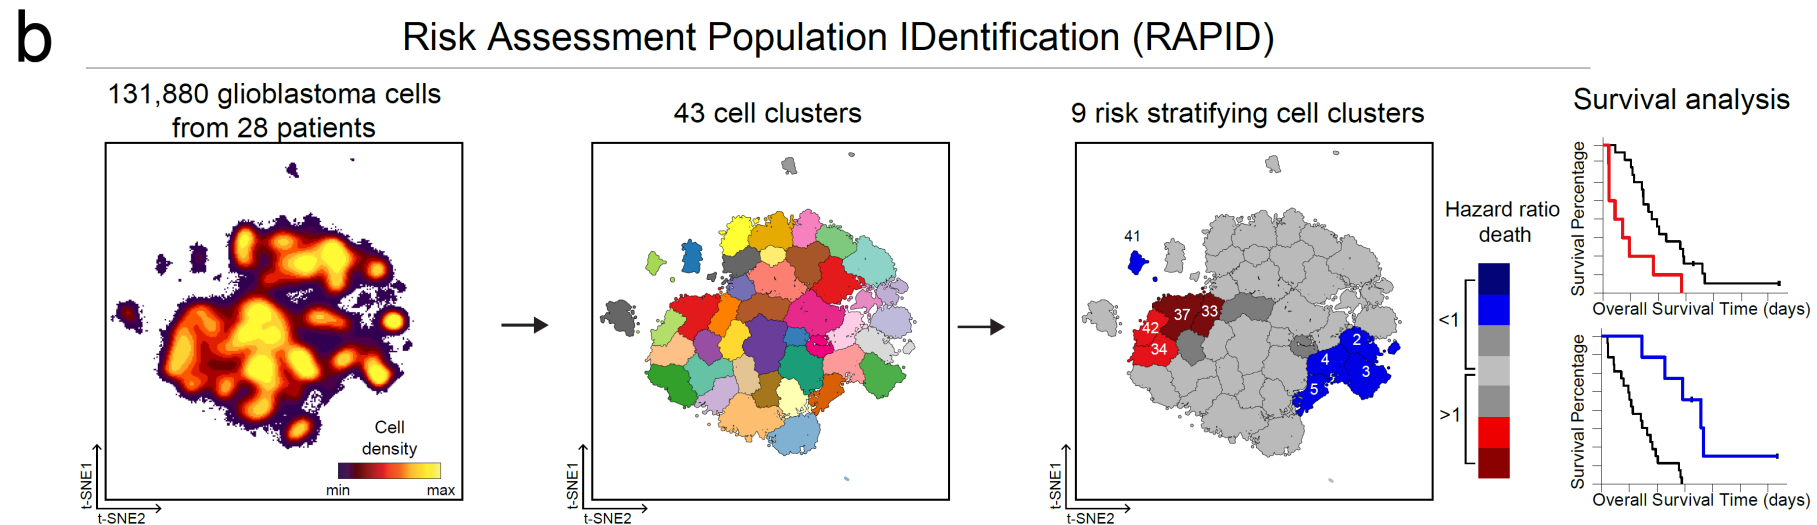 b
Risk Assessment Population IDentification (RAPID)
131,880 glioblastoma cells
from 28 patients
Cell
density
min
max
t-SNE1
t-SNE2
43 cell clusters
t-SNE1
t-SNE2
9 risk stratifying cell clusters
41
37
33
42
34
2
4
3
5
t-SNE1
t-SNE2
Hazard ratio
death
<1
>1
Survival analysis
Survival Percentage
Overall Survival Time (days)
Survival Percentage
Overall Survival Time (days)